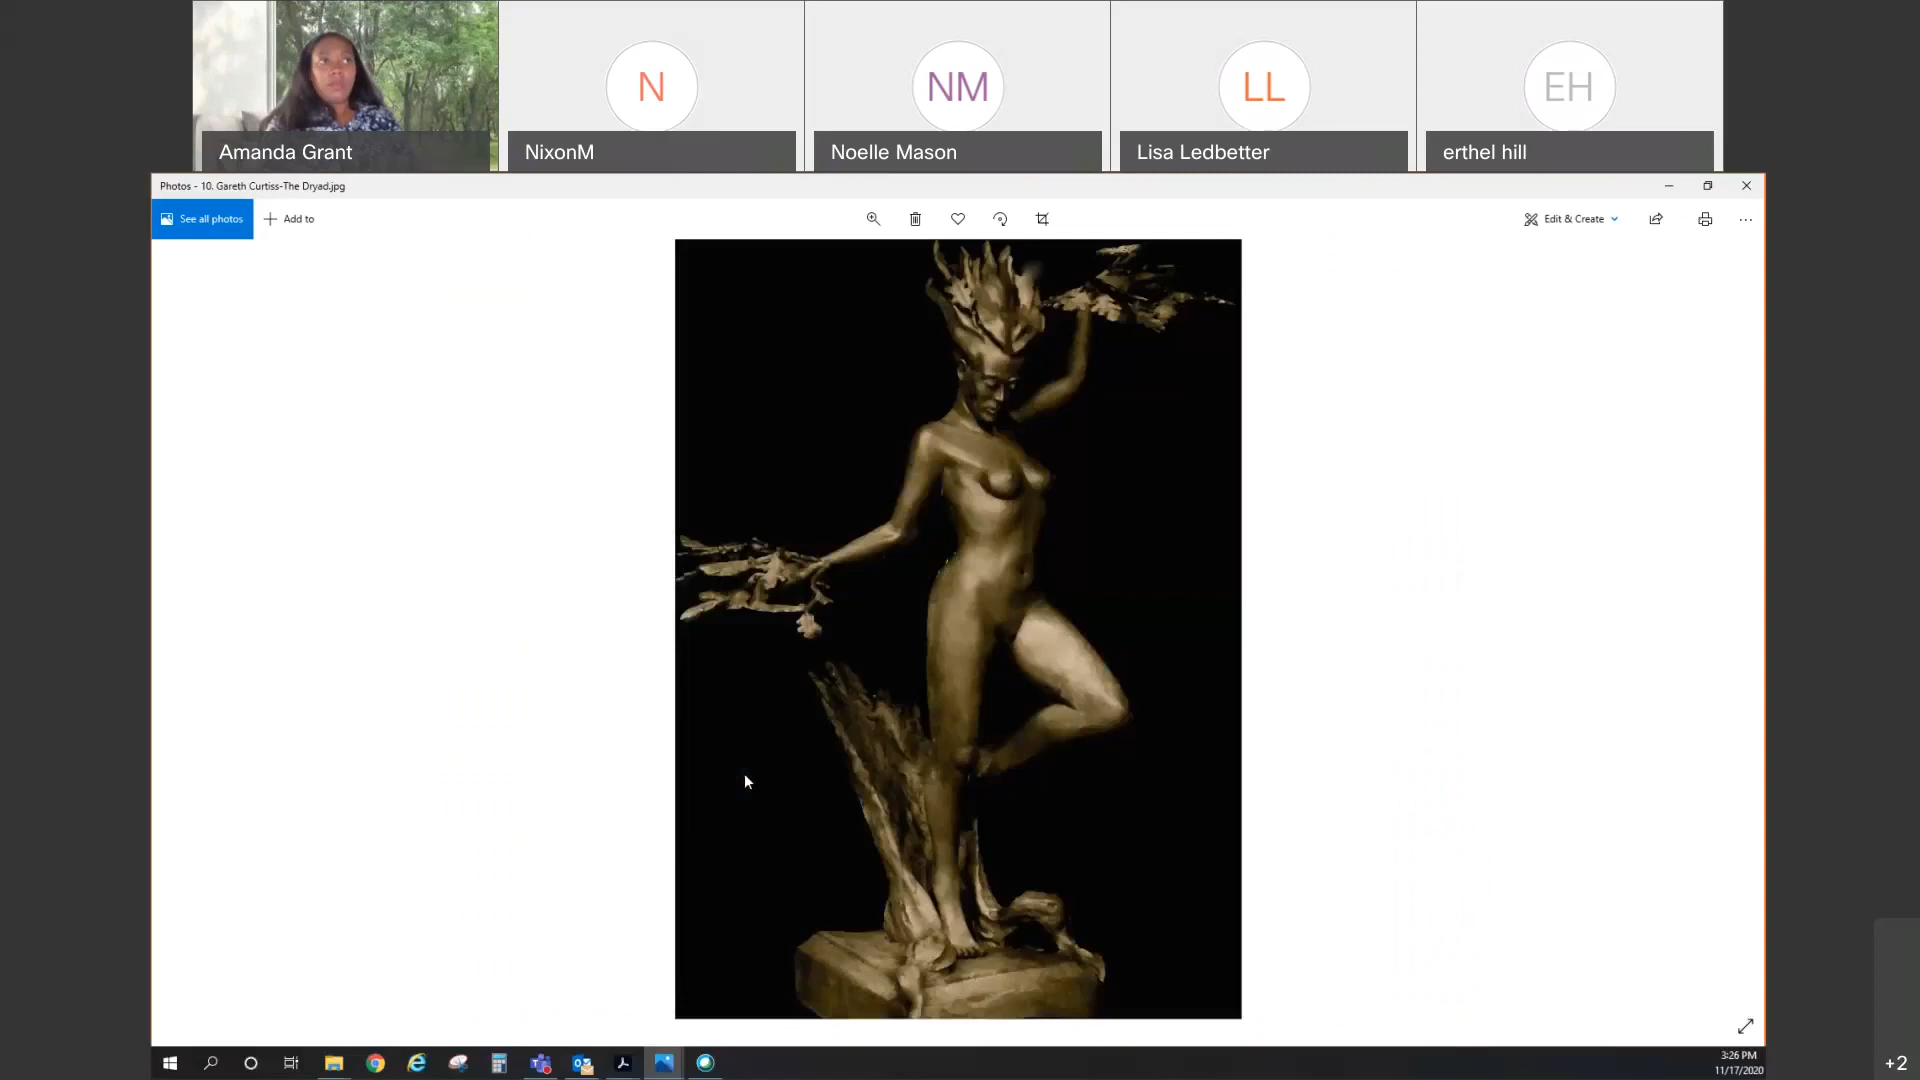 N
NM
LL
EH
Amanda Grant
NixonM
Noelle Mason
Lisa Ledbetter
erthel hill
Photos - 10. Gareth Curtiss-The Dryad.jpg
See all photos
Add to
Edit & Create
3:26 PM
11/17/2020
+2